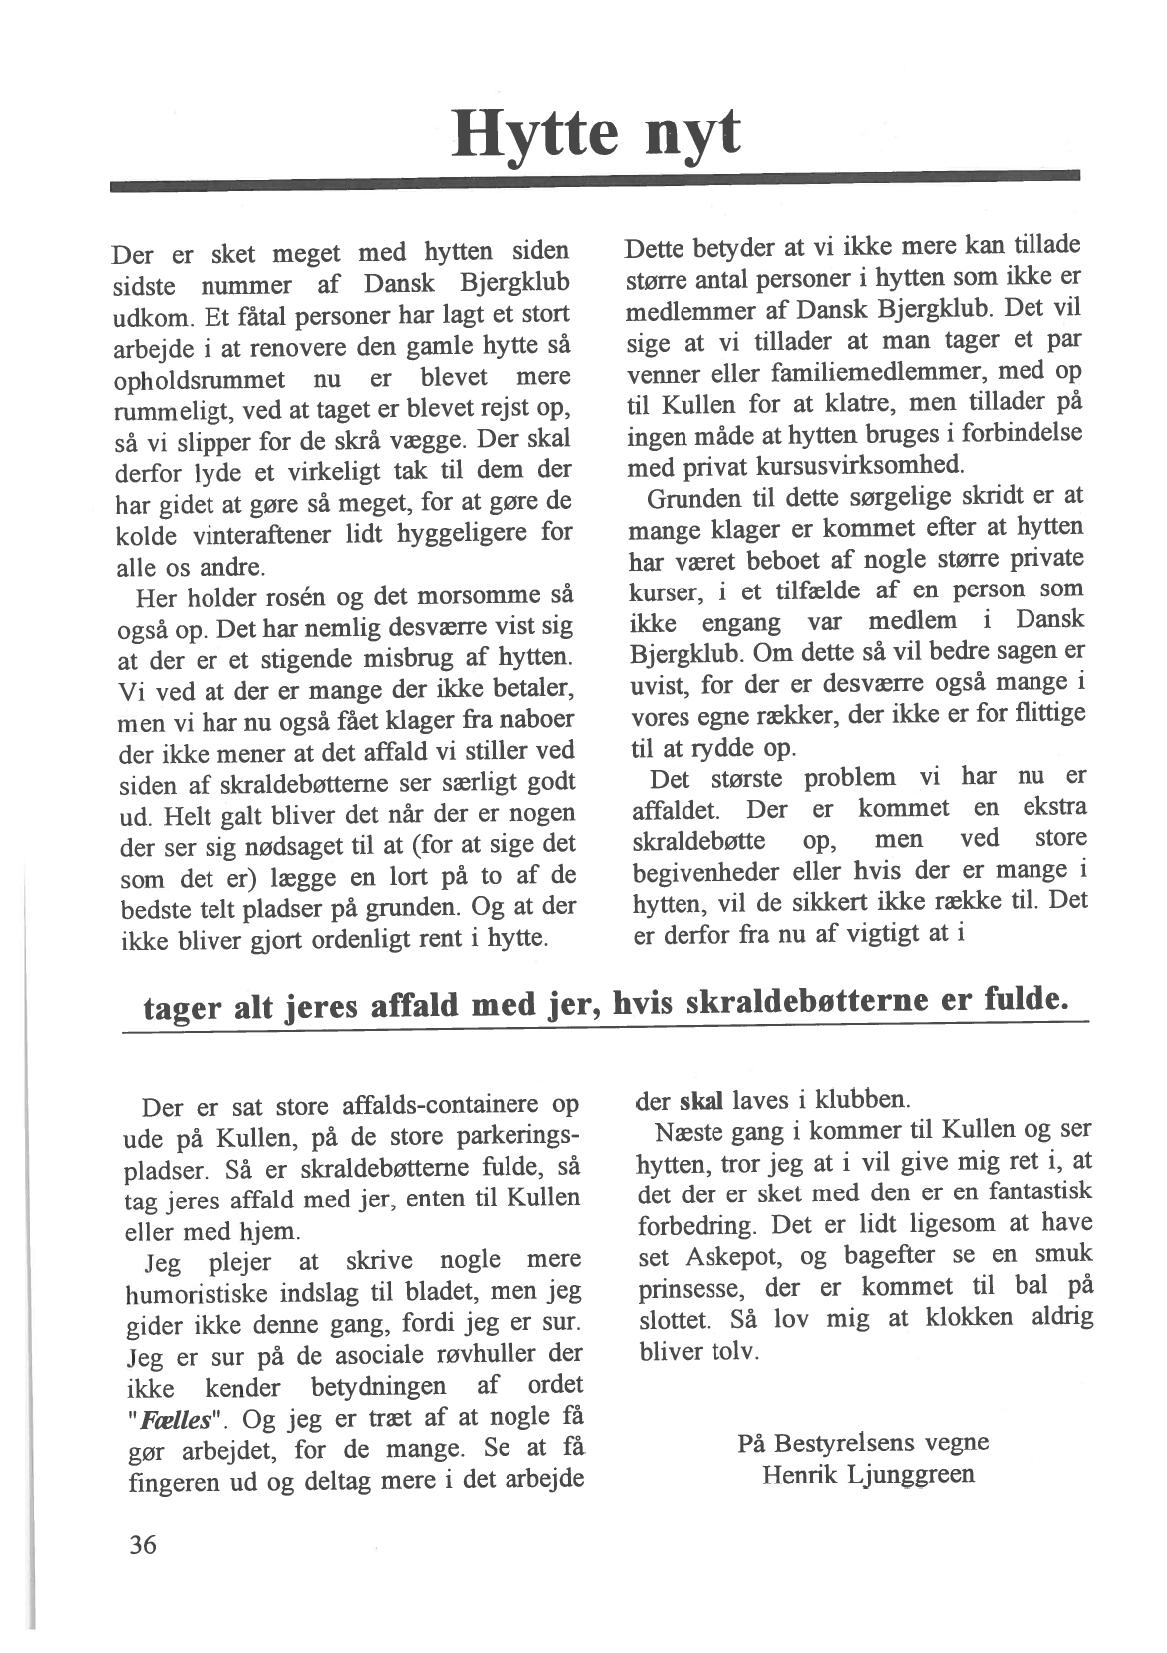 Hytte nyt
Der er sket meget med hytten siden
sidste nummer af Dansk Bjergklub
udkom. Et fåtal personer har lagt et stort
arbejde i at renovere den gamle hytte så
opholdsrummet nu er blevet mere
rummeligt, ved at taget er blevet rejst op,
så vi slipper for de skrå vægge. Der skal
derfor lyde et virkeligt tak til dem der
har gidet at gøre så meget, for at gøre de
kolde vinteraftener lidt hyggeligere for
alle os andre.
Her holder rosén og det morsomme så
også op. Det har nemlig desværre vist sig
at der er et stigende misbrug af hytten.
Vi ved at der er mange der ikke betaler,
men vi har nu også fået klager fra naboer
der ikke mener at det affald vi stiller ved
siden af skraldebøtterne ser særligt godt
ud. Helt galt bliver det når der er nogen
der ser sig nødsaget til at (for at sige det
som det er) lægge en lort på to af de
bedste telt pladser på grunden. Og at der
ikke bliver gjort ordenligt rent i hytte.
Dette betyder at vi ikke mere kan tillade
større antal personer i hytten som ikke er
medlemmer af Dansk Bjergklub. Det vil
sige at vi tillader at man tager et par
venner eller familiemedlemmer, med op
til Kullen for at klatre, men tillader på
ingen måde at hytten bruges i forbindelse
med privat kursusvirksomhed.
Grunden til dette sørgelige skridt er at
mange klager er kommet efter at hytten
har været beboet af nogle større private
kurser, i et tilfælde af en person som
ikke engang var medlem i Dansk
Bjergklub. Om dette så vil bedre sagen er
uvist, for der er desværre også mange i
vores egne rækker, der ikke er for flittige
til at rydde op.
Det største problem vi har nu er
affaldet. Der er kommet en ekstra
skraldebøtte op, men ved store
begivenheder eller hvis der er mange i
hytten, vil de sikkert ikke række til. Det
er derfor fra nu af vigtigt at i
tager alt jeres affald med jer, hvis skraldebøtterne er fulde.
Der er sat store affalds-containere op
ude på Kullen, på de store parkerings-
pladser. Så er skraldebøtterne fulde, så
tag jeres affald med jer, enten til Kullen
eller med hjem.
Jeg plejer at skrive nogle mere
humoristiske indslag til bladet, men jeg
gider ikke denne gang, fordi jeg er sur.
Jeg er sur på de asociale røvhuller der
ikke kender betydningen af ordet
"Fælles". Og jeg er træt af at nogle få
gør arbejdet, for de mange. Se at få
fingeren ud og deltag mere i det arbejde
der skal laves i klubben.
Næste gang i kommer til Kullen og ser
hytten, tror jeg at i vil give mig ret i, at
det der er sket med den er en fantastisk
forbedring. Det er lidt ligesom at have
set Askepot, og bagefter se en smuk
prinsesse, der er kommet til bal på
slottet. Så lov mig at klokken aldrig
bliver tolv.
På Bestyrelsens vegne
Henrik Ljunggreen
36